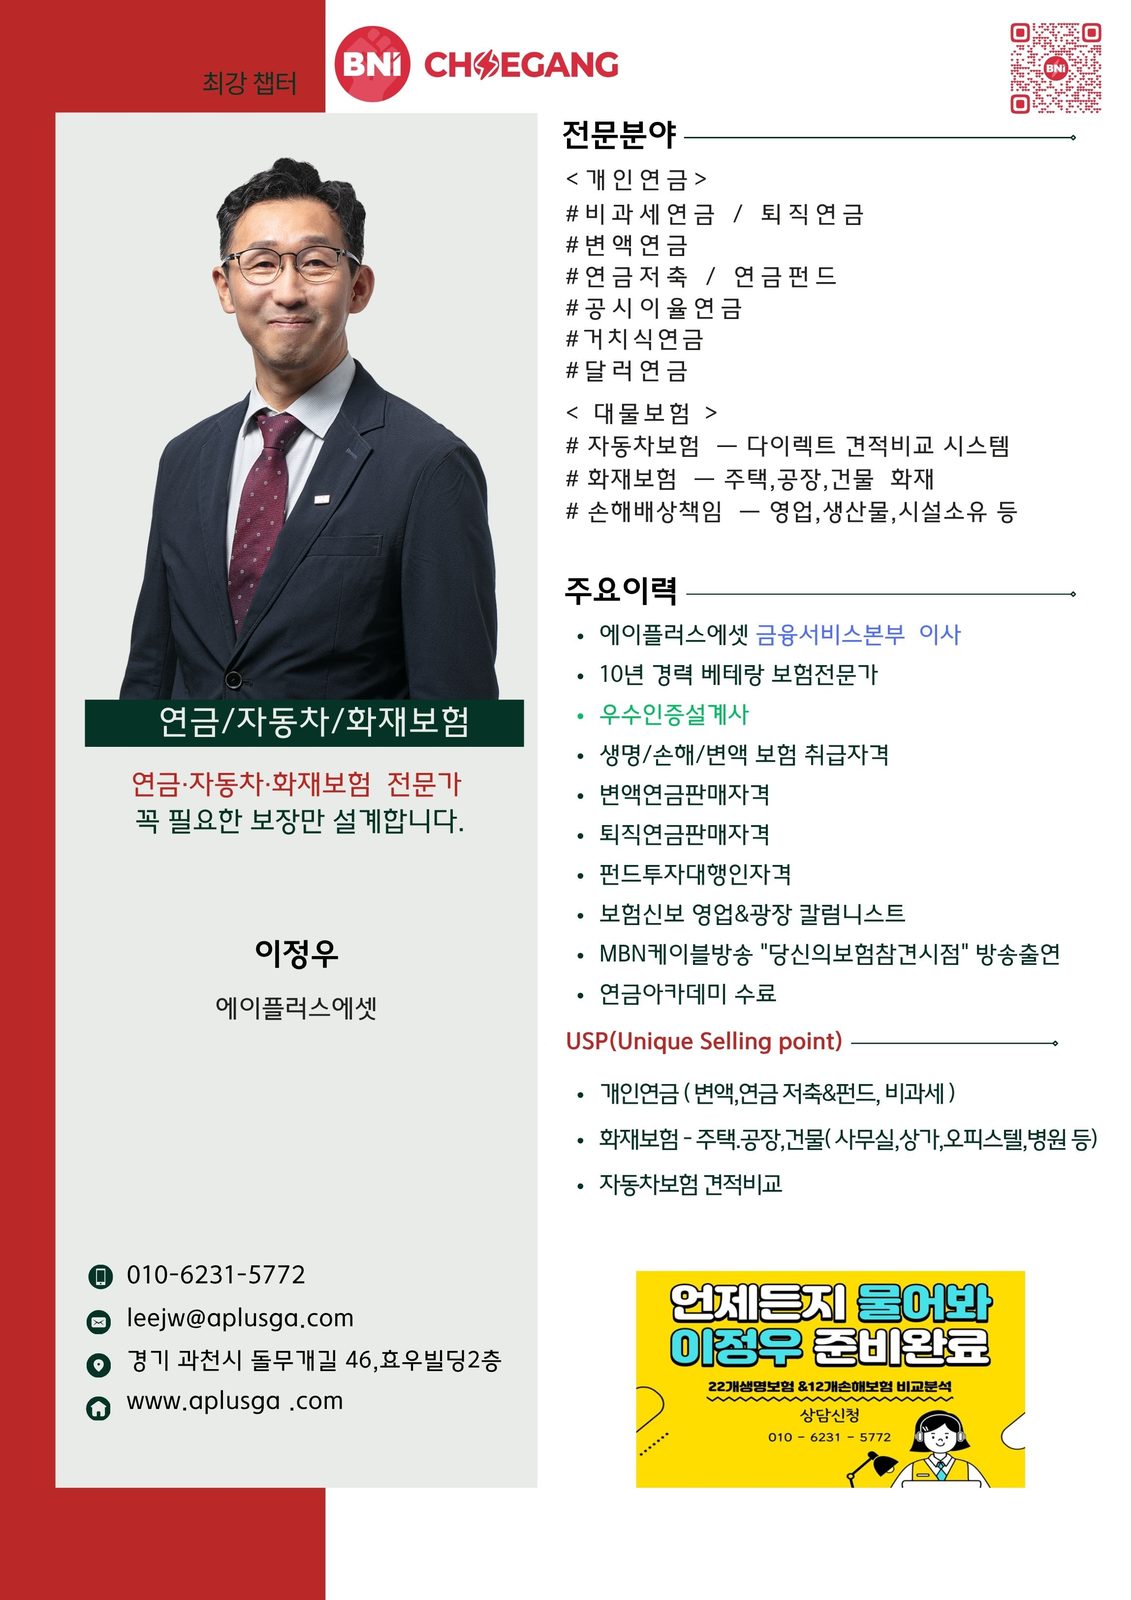 최강 챕터
BNI CHOEGANG
BNI
연금/자동차/화재보험
연금·자동차·화재보험 전문가
꼭 필요한 보장만 설계합니다.
이정우
에이플러스에셋
010-6231-5772
leejw@aplusga.com
경기 과천시 돌무개길 46,효우빌딩2층
www.aplusga .com
전문분야
<개인연금>
#비과세연금 / 퇴직연금
#변액연금
#연금저축 / 연금펀드
#공시이율연금
#거치식연금
#달러연금
< 대물보험 >
# 자동차보험 — 다이렉트 견적비교 시스템
# 화재보험 — 주택,공장,건물 화재
# 손해배상책임 — 영업,생산물,시설소유 등
주요이력
• 에이플러스에셋 금융서비스본부 이사
• 10년 경력 베테랑 보험전문가
• 우수인증설계사
• 생명/손해/변액 보험 취급자격
• 변액연금판매자격
• 퇴직연금판매자격
• 펀드투자대행인자격
• 보험신보 영업&광장 칼럼니스트
• MBN케이블방송 "당신의보험참견시점" 방송출연
• 연금아카데미 수료
USP(Unique Selling point)
• 개인연금 ( 변액,연금 저축&펀드, 비과세 )
• 화재보험 - 주택.공장,건물( 사무실,상가,오피스텔,병원 등)
• 자동차보험 견적비교
언제든지 물어봐
이정우 준비완료
22개생명보험 &12개손해보험 비교분석
상담신청
010 - 6231 - 5772